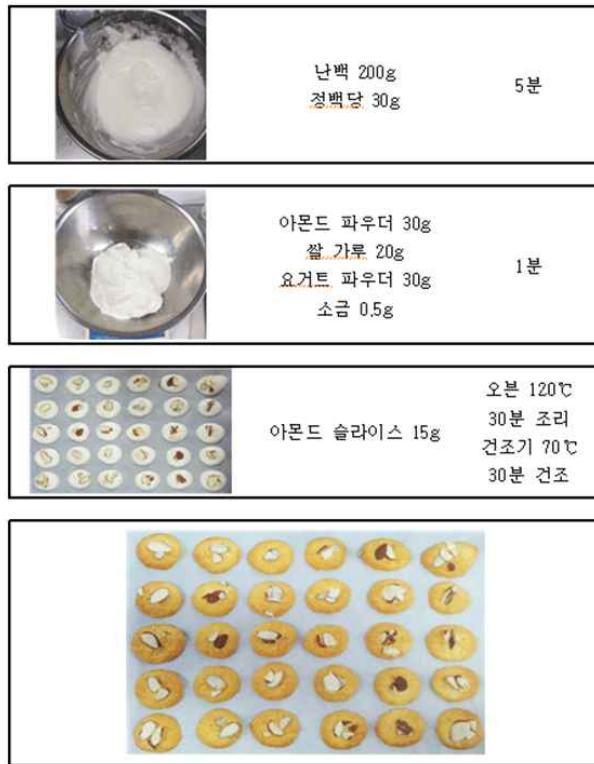 난백 200g
정백당 30g
5분
아몬드 파우더 30g
쌀 가루 20g
요거트 파우더 30g
소금 0.5g
1분
아몬드 슬라이스 15g
오븐 120℃
30분 조리
건조기 70℃
30분 건조